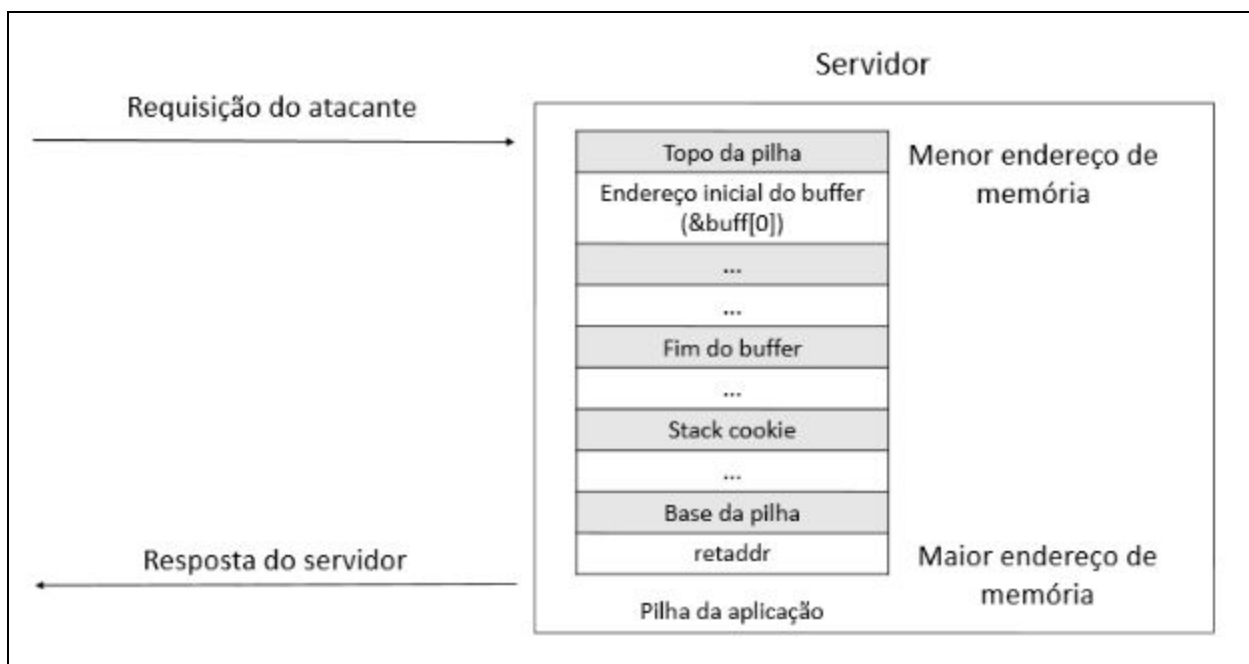 Servidor
Requisição do atacante
Topo da pilha
Menor endereço de
memória
Endereço inicial do buffer
(&buff[0])
...
...
Fim do buffer
...
Stack cookie
...
Base da pilha
retaddr
Resposta do servidor
Maior endereço de
memória
Pilha da aplicação